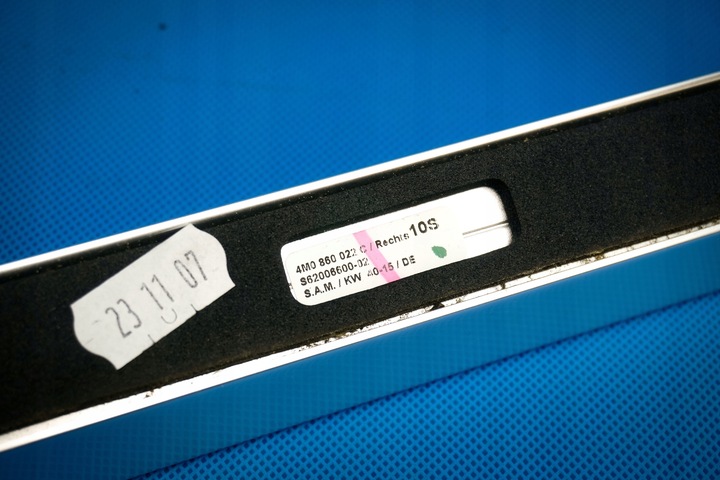 23 11 07
4M0 860 022 C / Rechts 10S
S62006600-02
S.A.M. / KW 40-15 / DE